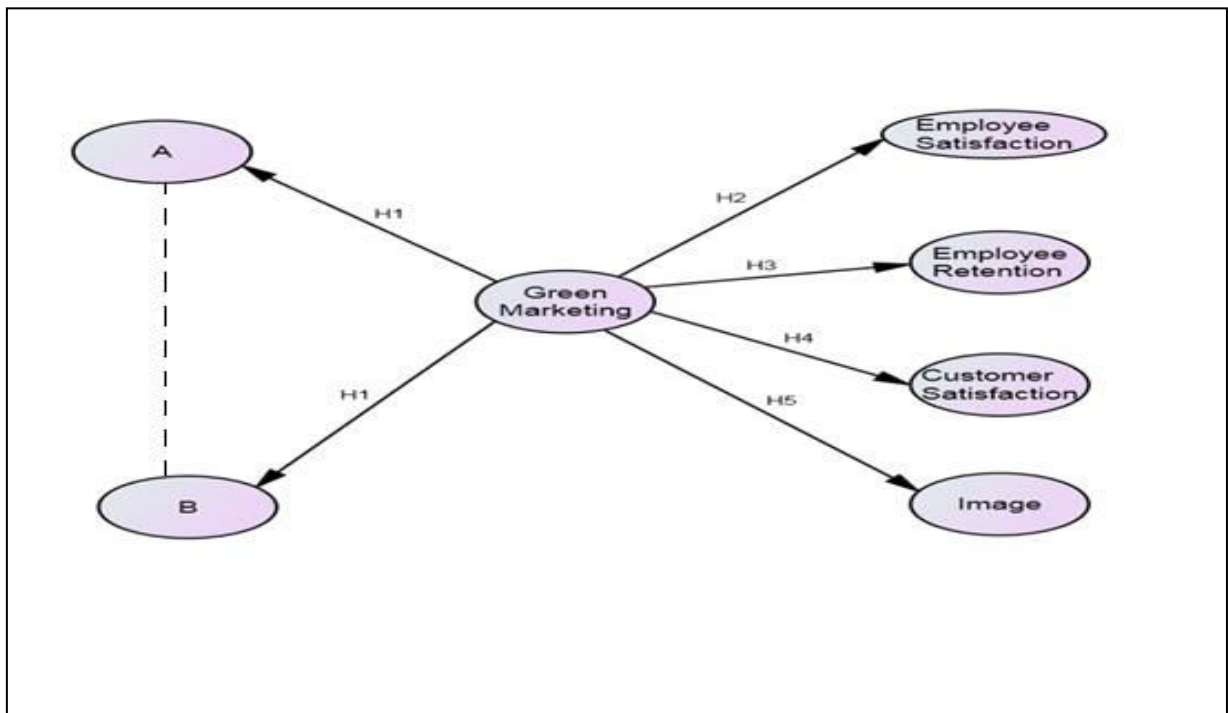 A
Employee
Satisfaction
H1
H2
Employee
Retention
H3
Green
Marketing
H4
Customer
Satisfaction
H1
H5
B
Image